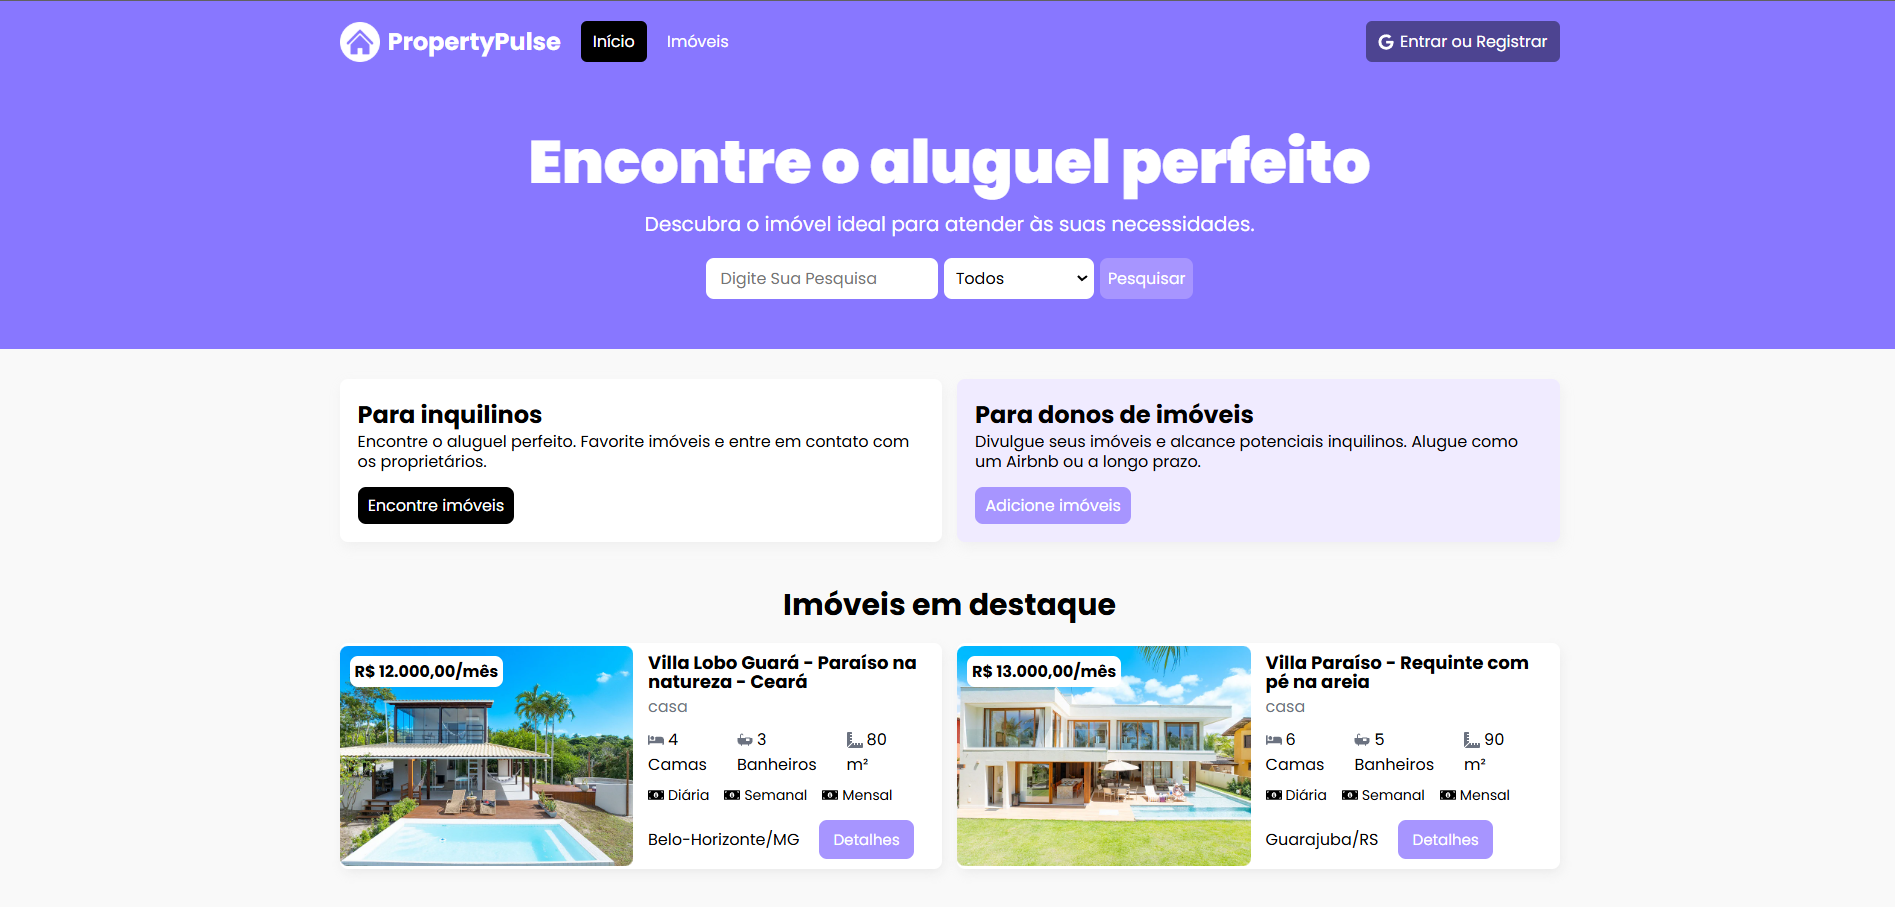 PropertyPulse
Início
Imóveis
Entrar ou Registrar
Encontre o aluguel perfeito
Descubra o imóvel ideal para atender às suas necessidades.
Digite Sua Pesquisa
Todos
Pesquisar
Para inquilinos
Encontre o aluguel perfeito. Favorite imóveis e entre em contato com
os proprietários.
Encontre imóveis
Para donos de imóveis
Divulgue seus imóveis e alcance potenciais inquilinos. Alugue como
um Airbnb ou a longo prazo.
Adicione imóveis
Imóveis em destaque
R$ 12.000,00/mês
Villa Lobo Guará - Paraíso na
natureza - Ceará
casa
4 Camas
3 Banheiros
80 m²
Diária
Semanal
Mensal
Belo-Horizonte/MG
Detalhes
R$ 13.000,00/mês
Villa Paraíso - Requinte com
pé na areia
casa
6 Camas
5 Banheiros
90 m²
Diária
Semanal
Mensal
Guarajuba/RS
Detalhes